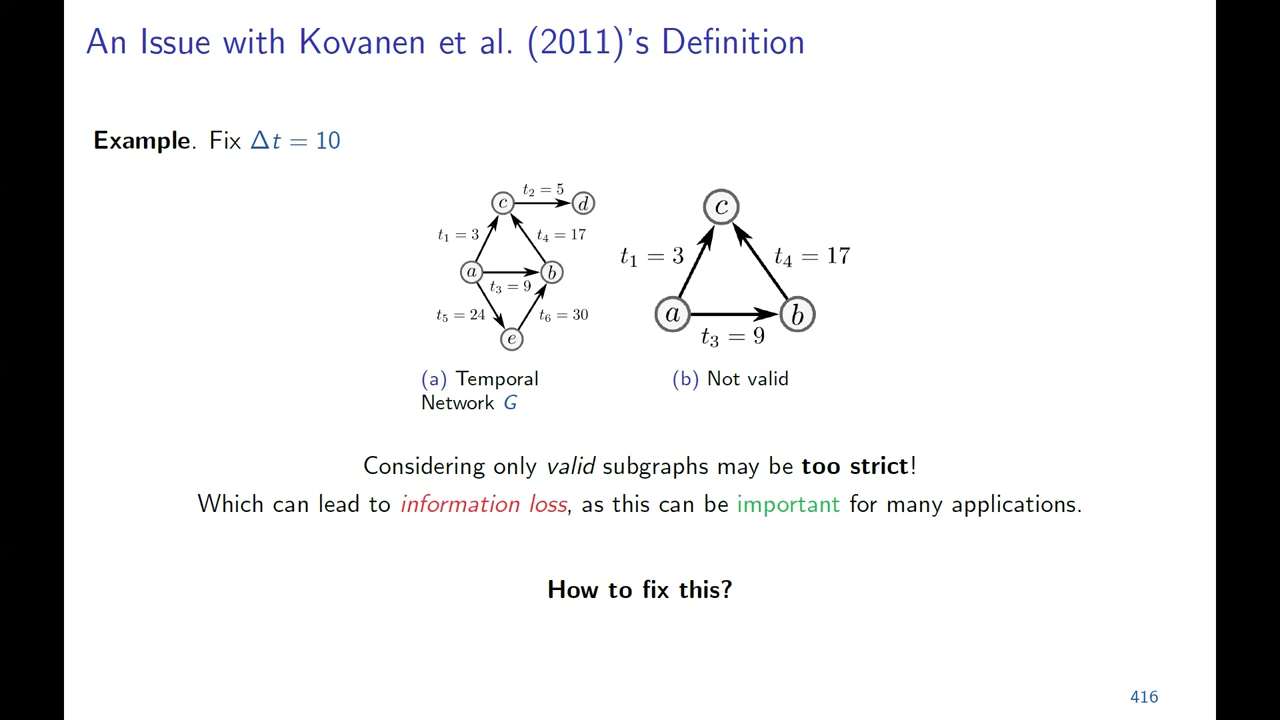 An Issue with Kovanen et al. (2011)'s Definition
Example. Fix Δt = 10
t₂ = 5
c
d
t₁ = 3
t₄ = 17
a
b
t₃ = 9
t₅ = 24
t₆ = 30
e
(a) Temporal
Network G
c
t₁ = 3
t₄ = 17
a
b
t₃ = 9
(b) Not valid
Considering only valid subgraphs may be too strict!
Which can lead to information loss, as this can be important for many applications.
How to fix this?
416